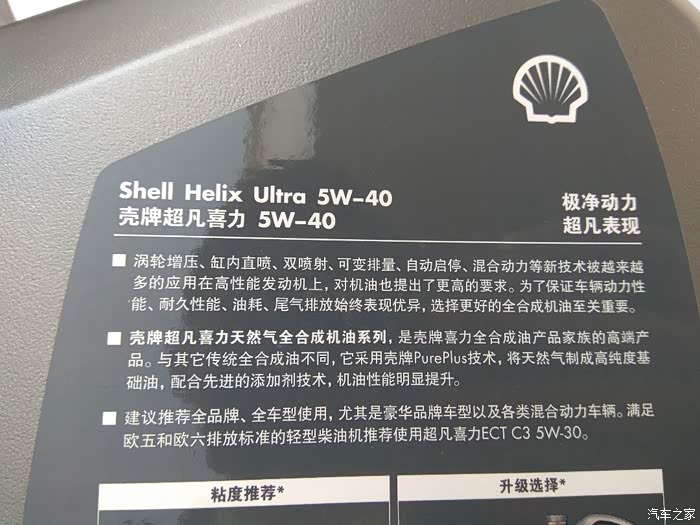 Shell Helix Ultra 5W-40
壳牌超凡喜力 5W-40
极净动力
超凡表现
■ 涡轮增压、缸内直喷、双喷射、可变排量、自动启停、混合动力等新技术被越来越
多的应用在高性能发动机上，对机油也提出了更高的要求。为了保证车辆动力性
能、耐久性能、油耗、尾气排放始终表现优异，选择更好的全合成机油至关重要。
■ 壳牌超凡喜力天然气全合成机油系列，是壳牌喜力全合成油产品家族的高端产
品。与其它传统全合成油不同，它采用壳牌PurePlus技术，将天然气制成高纯度基
础油，配合先进的添加剂技术，机油性能明显提升。
■ 建议推荐全品牌、全车型使用，尤其是豪华品牌车型以及各类混合动力车辆。满足
欧五和欧六排放标准的轻型柴油机推荐使用超凡喜力ECT C3 5W-30。
粘度推荐*
升级选择*
汽车之家